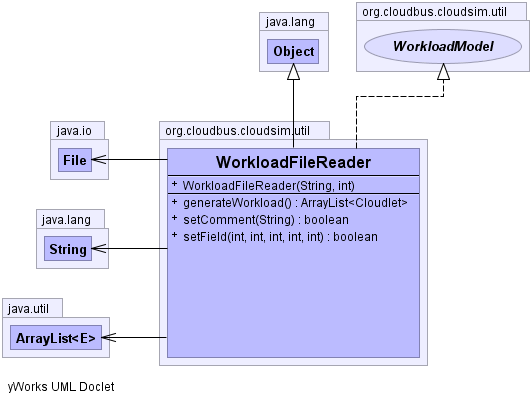 org.cloudbus.cloudsim.util
java.lang
WorkloadModel
Object
java.io
org.cloudbus.cloudsim.util
File
WorkloadFileReader
+ WorkloadFileReader(String, int)
+ generateWorkload() : ArrayList<Cloudlet>
+ setComment(String) : boolean
+ setField(int, int, int, int, int) : boolean
java.lang
String
java.util
ArrayList<E>
yWorks UML Doclet